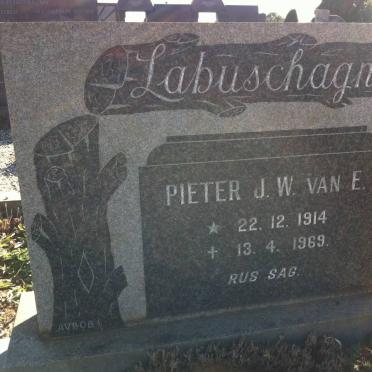 Labuschagn
PIETER J. W. VAN E.
★ 22. 12. 1914
+ 13. 4. 1969.
RUS SAG.
AVBOB